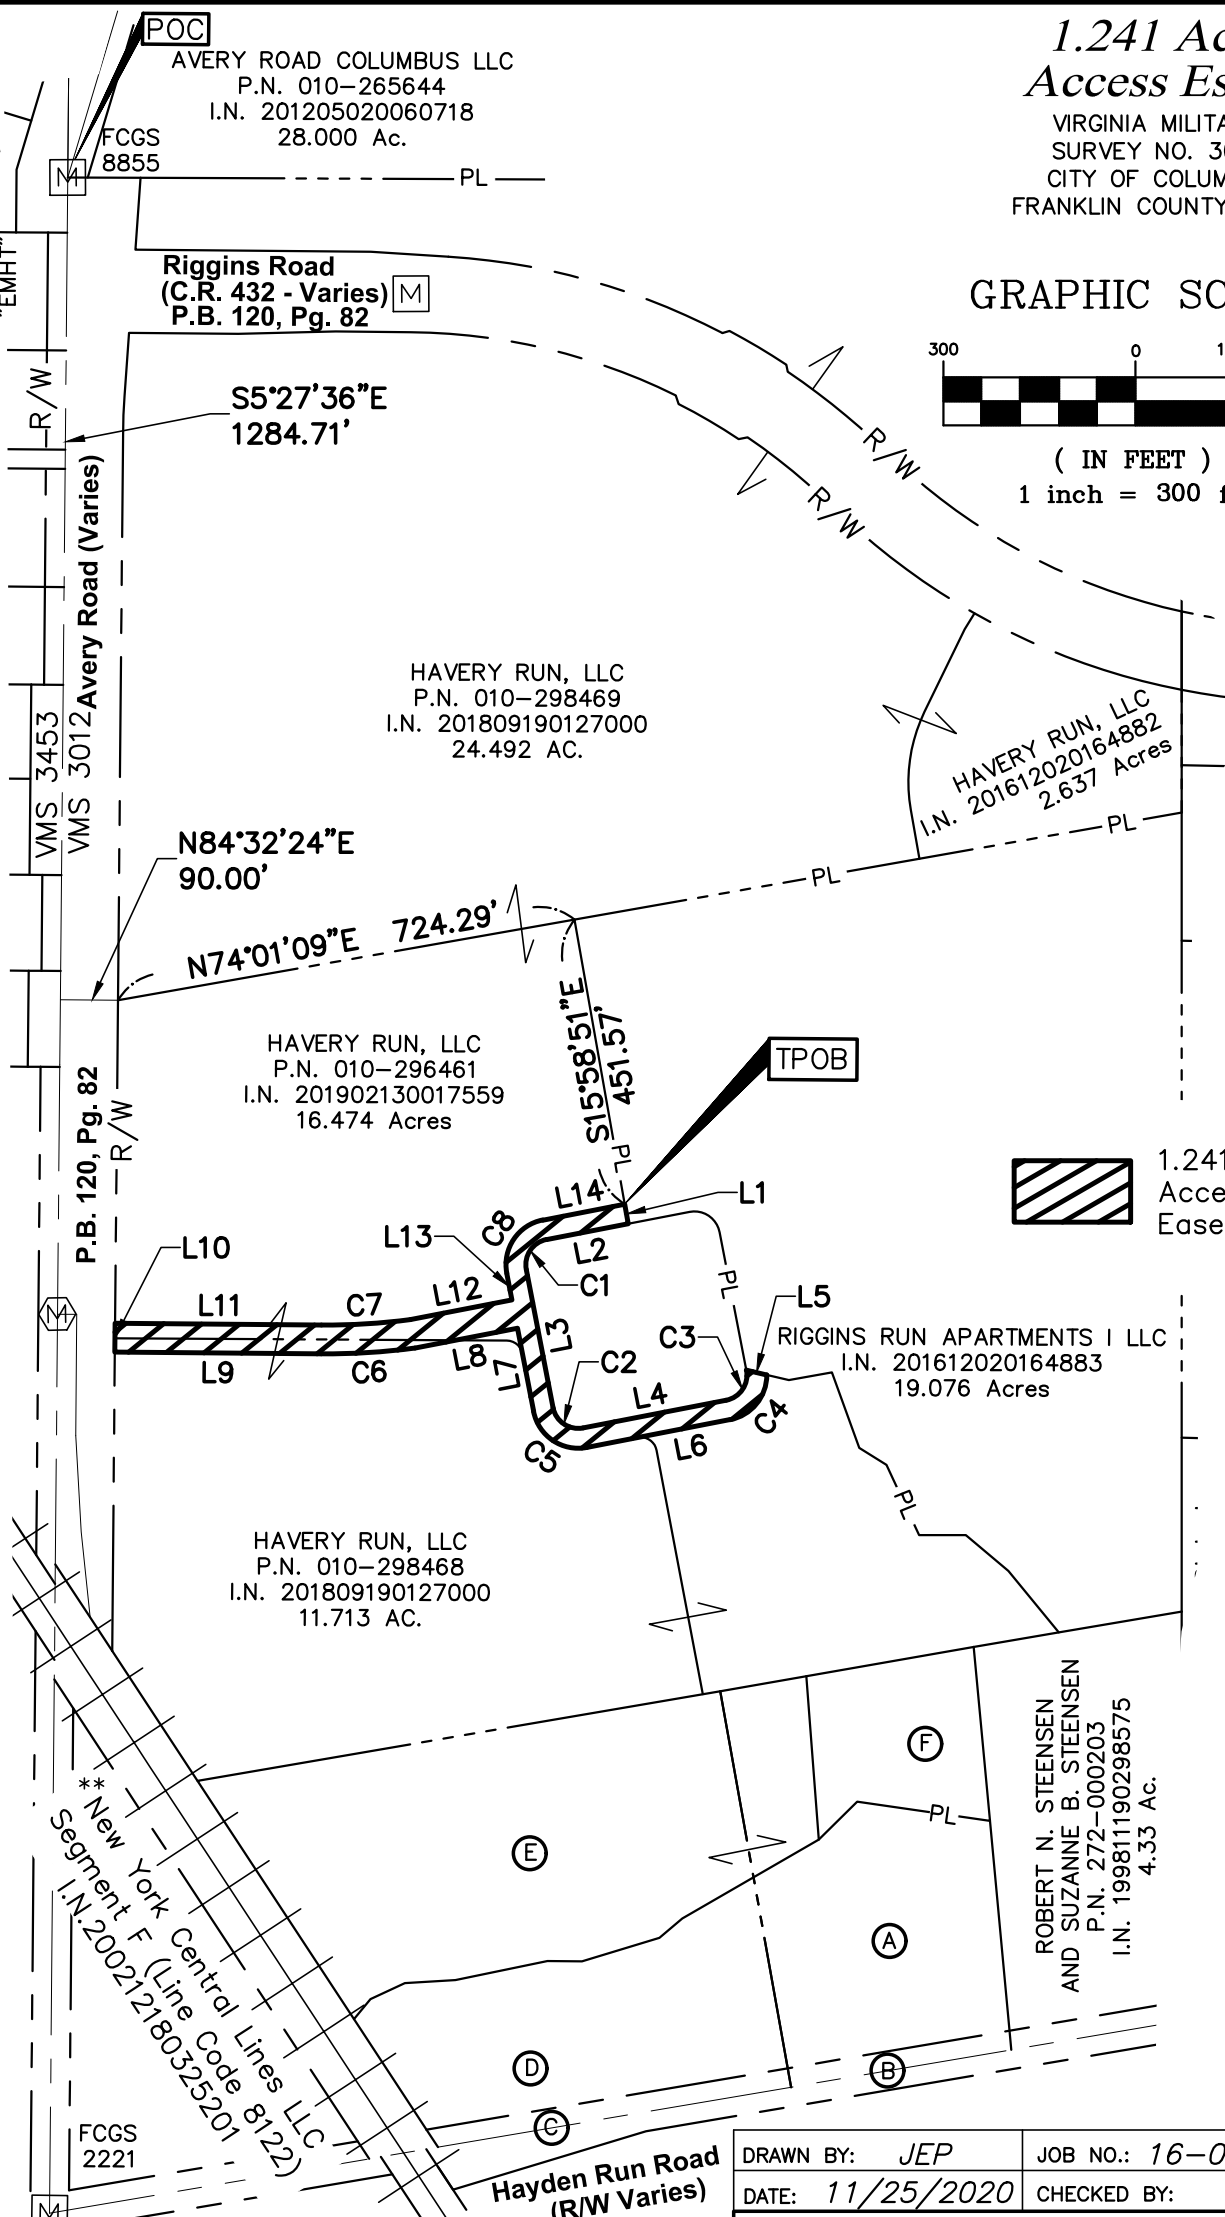 POC
AVERY ROAD COLUMBUS LLC
P.N. 010-265644
I.N. 201205020060718
28.000 Ac.
FCGS
8855
M
PL
1.241 Ac
Access Es
VIRGINIA MILITA
SURVEY NO. 3
CITY OF COLUM
FRANKLIN COUNTY
"EMHT"
Riggins Road
(C.R. 432 - Varies)
P.B. 120, Pg. 82
M
GRAPHIC SC
300 0 1
( IN FEET )
1 inch = 300 f
R/W
S5°27'36"E
1284.71'
R/W
R/W
Avery Road (Varies)
VMS 3453
VMS 3012
HAVERY RUN, LLC
P.N. 010-298469
I.N. 201809190127000
24.492 AC.
HAVERY RUN, LLC
I.N. 201612020164882
2.637 Acres
PL
PL
N84°32'24"E
90.00'
N74°01'09"E 724.29'
S15°58'51"E
451.57'
PL
TPOB
HAVERY RUN, LLC
P.N. 010-296461
I.N. 201902130017559
16.474 Acres
P.B. 120, Pg. 82
R/W
1.241
Acce
Ease
L14
L1
C8
L13
L2
C1
L10
L12
L11
C7
PL
L5
L3
C3
RIGGINS RUN APARTMENTS I LLC
I.N. 201612020164883
19.076 Acres
M
L9
C6
L8
L7
C2
L4
C4
C5
L6
PL
HAVERY RUN, LLC
P.N. 010-298468
I.N. 201809190127000
11.713 AC.
F
E
PL
A
ROBERT N. STEENSEN
AND SUZANNE B. STEENSEN
P.N. 272-000203
I.N. 199811190298575
4.33 Ac.
** New York Central Lines LLC
Segment F (Line Code 8122)
I.N.200212180325201
D
B
C
FCGS
2221
M
Hayden Run Road
(R/W Varies)
DRAWN BY: JEP JOB NO.: 16-0
DATE: 11/25/2020 CHECKED BY: